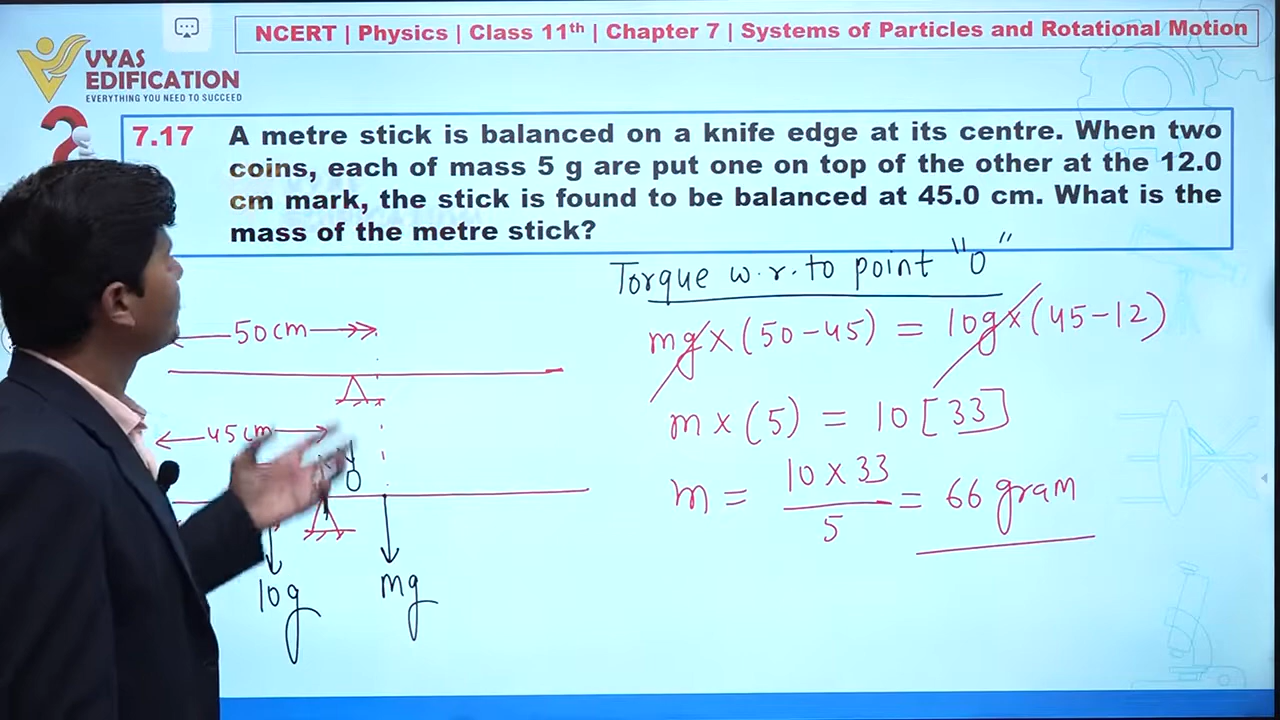 NCERT | Physics | Class 11th | Chapter 7 | Systems of Particles and Rotational Motion
VYAS
EDIFICATION
EVERYTHING YOU NEED TO SUCCEED
7.17 A metre stick is balanced on a knife edge at its centre. When two
coins, each of mass 5 g are put one on top of the other at the 12.0
cm mark, the stick is found to be balanced at 45.0 cm. What is the
mass of the metre stick?
Torque w.r.to point "O"
50cm
mg × (50-45) = 10g × (45-12)
45cm
m × (5) = 10 [33]
O
m = 10 × 33 / 5 = 66 gram
10g
mg